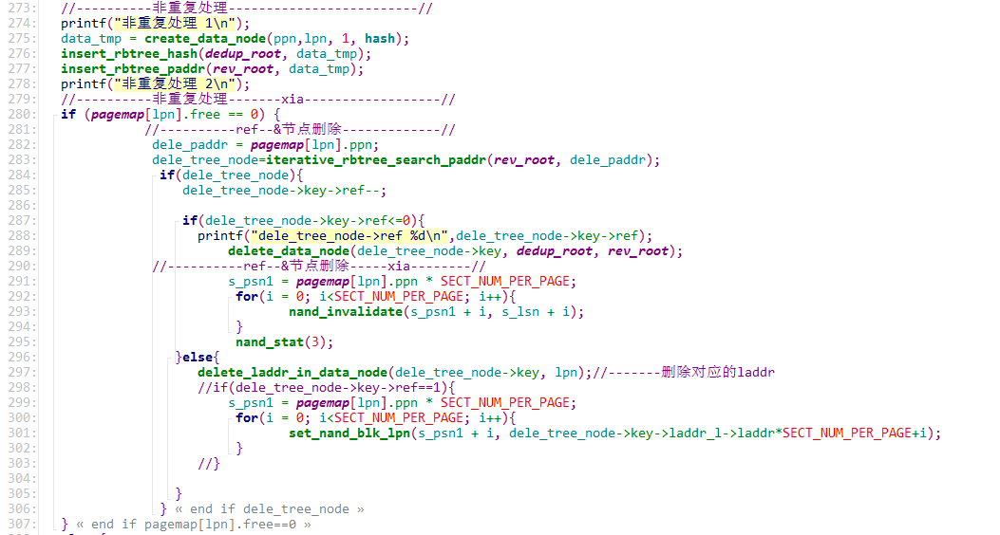 273: //----------非重复处理-------------------------//
274: printf("非重复处理 1\n");
275: data_tmp = create_data_node(ppn,lpn, 1, hash);
276: insert_rbtree_hash(dedup_root, data_tmp);
277: insert_rbtree_paddr(rev_root, data_tmp);
278: printf("非重复处理 2\n");
279: //----------非重复处理-------xia------------------//
280: if (pagemap[lpn].free == 0) {
281: //----------ref--&节点删除-------------//
282: dele_paddr = pagemap[lpn].ppn;
283: dele_tree_node=iterative_rbtree_search_paddr(rev_root, dele_paddr);
284: if(dele_tree_node){
285: dele_tree_node->key->ref--;
286:
287: if(dele_tree_node->key->ref<=0){
288: printf("dele_tree_node->ref %d\n",dele_tree_node->key->ref);
289: delete_data_node(dele_tree_node->key, dedup_root, rev_root);
290: //----------ref--&节点删除-----xia--------//
291: s_psn1 = pagemap[lpn].ppn * SECT_NUM_PER_PAGE;
292: for(i = 0; i<SECT_NUM_PER_PAGE; i++){
293: nand_invalidate(s_psn1 + i, s_lsn + i);
294: }
295: nand_stat(3);
296: }else{
297: delete_laddr_in_data_node(dele_tree_node->key, lpn);//-------删除对应的laddr
298: //if(dele_tree_node->key->ref==1){
299: s_psn1 = pagemap[lpn].ppn * SECT_NUM_PER_PAGE;
300: for(i = 0; i<SECT_NUM_PER_PAGE; i++){
301: set_nand_blk_lpn(s_psn1 + i, dele_tree_node->key->laddr_l->laddr*SECT_NUM_PER_PAGE+i);
302: }
303: //}
304:
305: }
306: } « end if dele_tree_node »
307: } « end if pagemap[lpn].free==0 »